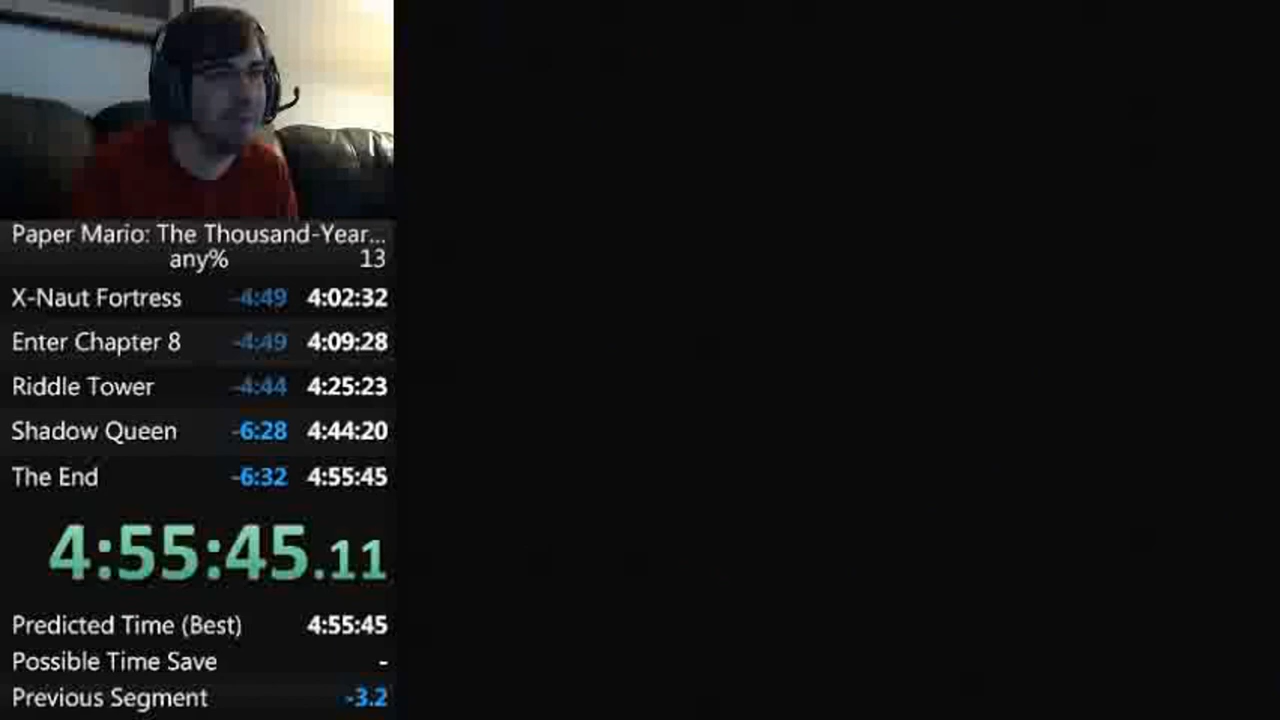 Paper Mario: The Thousand-Year...
any% 13
X-Naut Fortress -4:49 4:02:32
Enter Chapter 8 -4:49 4:09:28
Riddle Tower -4:44 4:25:23
Shadow Queen -6:28 4:44:20
The End -6:32 4:55:45
4:55:45.11
Predicted Time (Best) 4:55:45
Possible Time Save -
Previous Segment -3.2